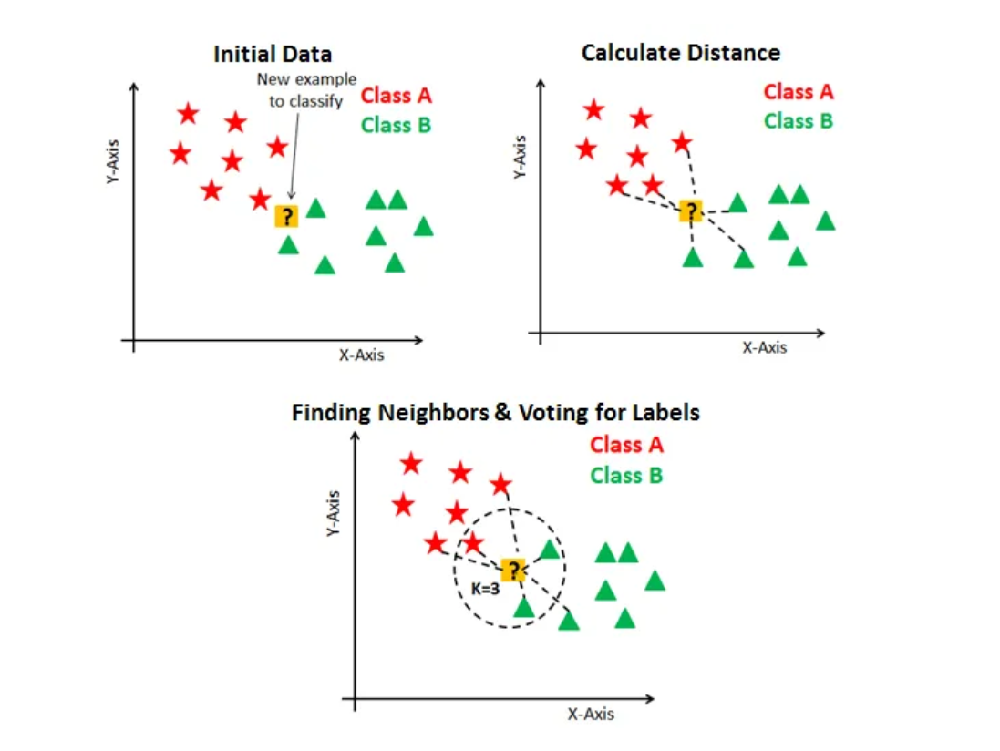 Initial Data
New example
to classify
Class A
Class B
Y-Axis
?
X-Axis
Calculate Distance
Class A
Class B
Y-Axis
?
X-Axis
Finding Neighbors & Voting for Labels
Class A
Class B
Y-Axis
?
K=3
X-Axis